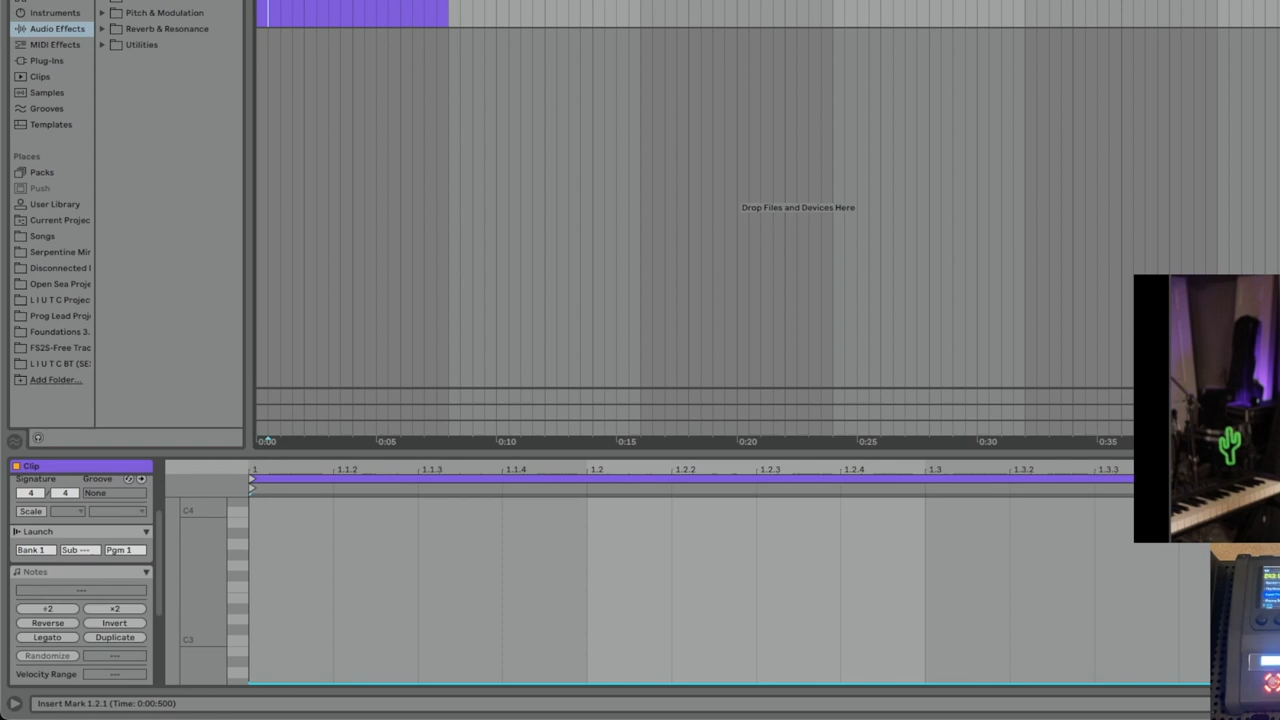 Instruments
Audio Effects
MIDI Effects
Plug-Ins
Clips
Samples
Grooves
Templates
Pitch & Modulation
Reverb & Resonance
Utilities
Places
Packs
Push
User Library
Current Projec
Songs
Serpentine Mir
Disconnected
Open Sea Proje
L I U T C Projec
Prog Lead Proj
Foundations 3.
FS2S-Free Trac
L I U T C BT (SE
Add Folder...
Drop Files and Devices Here
0:00 0:05 0:10 0:15 0:20 0:25 0:30 0:35
Clip
Signature Groove
4 / 4 None
Scale
Launch
Bank 1 Sub --- Pgm 1
Notes
---
÷2 ×2
Reverse Invert
Legato Duplicate
Randomize ---
Velocity Range ---
1 1.1.2 1.1.3 1.1.4 1.2 1.2.2 1.2.3 1.2.4 1.3 1.3.2 1.3.3
C4
C3
Insert Mark 1.2.1 (Time: 0:00:500)